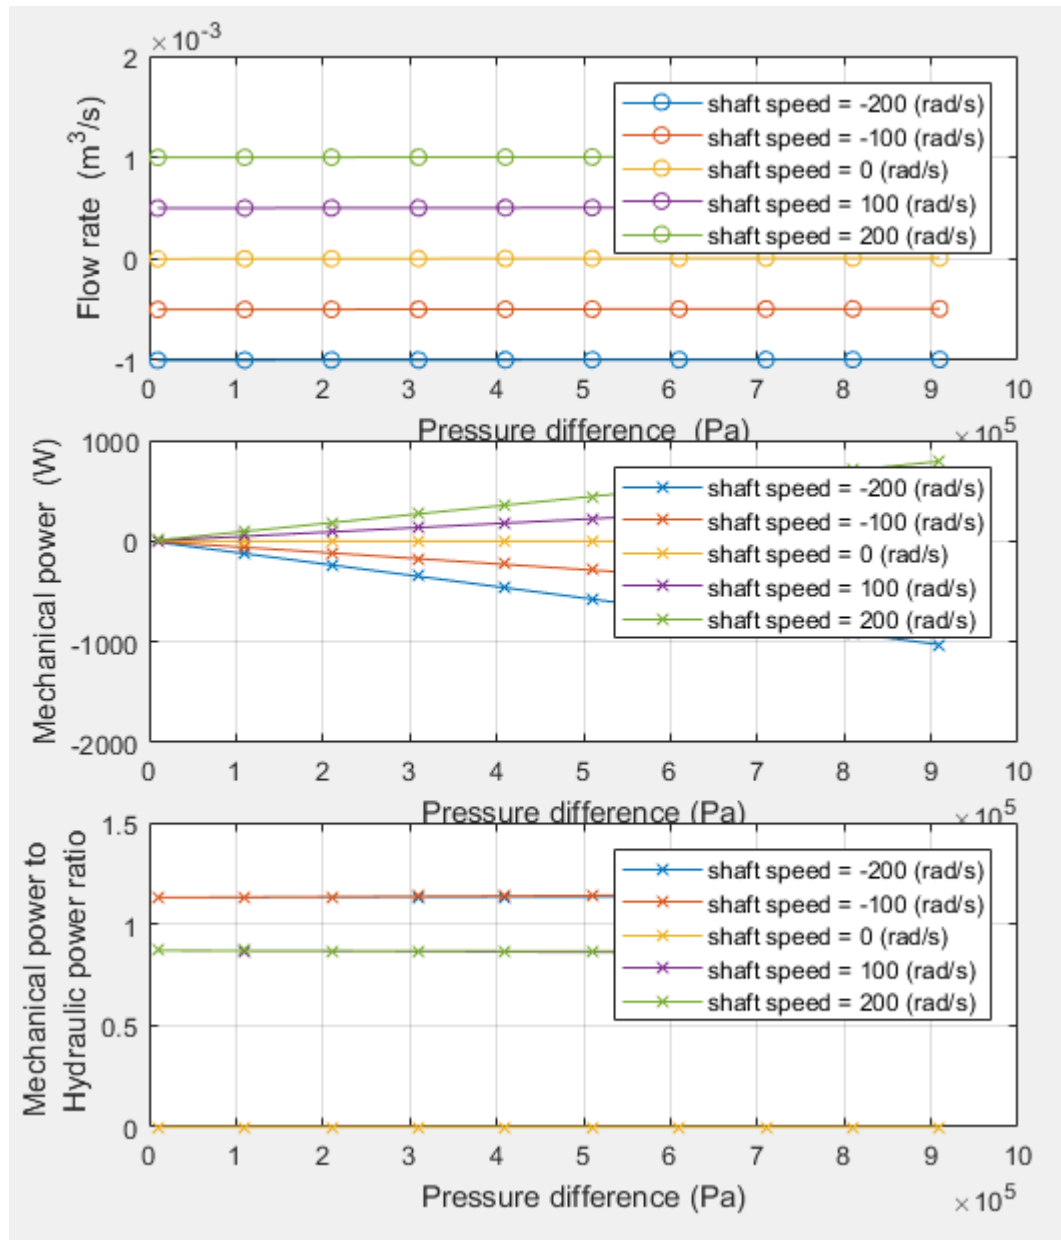 ×10-3
2
1
0
-1
Flow rate (m3/s)
shaft speed = -200 (rad/s)
shaft speed = -100 (rad/s)
shaft speed = 0 (rad/s)
shaft speed = 100 (rad/s)
shaft speed = 200 (rad/s)
0 1 2 3 4 5 6 7 8 9 10
Pressure difference (Pa)
×105
1000
0
-1000
-2000
Mechanical power (W)
shaft speed = -200 (rad/s)
shaft speed = -100 (rad/s)
shaft speed = 0 (rad/s)
shaft speed = 100 (rad/s)
shaft speed = 200 (rad/s)
0 1 2 3 4 5 6 7 8 9 10
Pressure difference (Pa)
×105
1.5
1
0.5
0
Mechanical power to
Hydraulic power ratio
shaft speed = -200 (rad/s)
shaft speed = -100 (rad/s)
shaft speed = 0 (rad/s)
shaft speed = 100 (rad/s)
shaft speed = 200 (rad/s)
0 1 2 3 4 5 6 7 8 9 10
Pressure difference (Pa)
×105